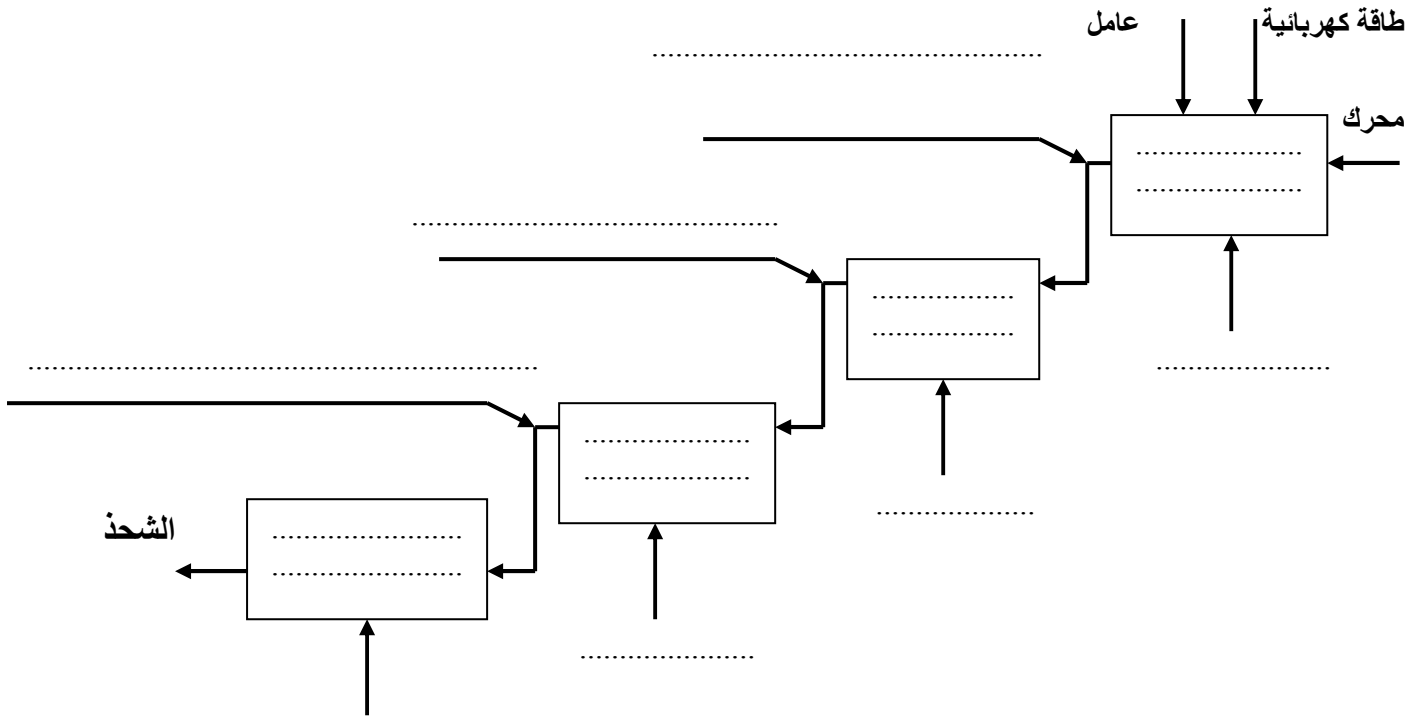 طاقة كهربائية
عامل
محرك
الشحذ